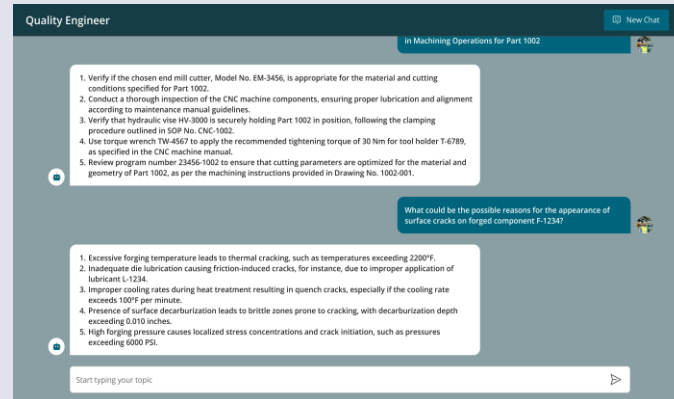 Quality Engineer
New Chat
in Machining Operations for Part 1002
1. Verify if the chosen end mill cutter, Model No. EM-3456, is appropriate for the material and cutting
conditions specified for Part 1002.
2. Conduct a thorough inspection of the CNC machine components, ensuring proper lubrication and alignment
according to maintenance manual guidelines.
3. Verify that hydraulic vise HV-3000 is securely holding Part 1002 in position, following the clamping
procedure outlined in SOP No. CNC-1002.
4. Use torque wrench TW-4567 to apply the recommended tightening torque of 30 Nm for tool holder T-6789,
as specified in the CNC machine manual.
5. Review program number 23456-1002 to ensure that cutting parameters are optimized for the material and
geometry of Part 1002, as per the machining instructions provided in Drawing No. 1002-001.
What could be the possible reasons for the appearance of
surface cracks on forged component F-1234?
1. Excessive forging temperature leads to thermal cracking, such as temperatures exceeding 2200°F.
2. Inadequate die lubrication causing friction-induced cracks, for instance, due to improper application of
lubricant L-1234.
3. Improper cooling rates during heat treatment resulting in quench cracks, especially if the cooling rate
exceeds 100°F per minute.
4. Presence of surface decarburization leads to brittle zones prone to cracking, with decarburization depth
exceeding 0.010 inches.
5. High forging pressure causes localized stress concentrations and crack initiation, such as pressures
exceeding 6000 PSI.
Start typing your topic